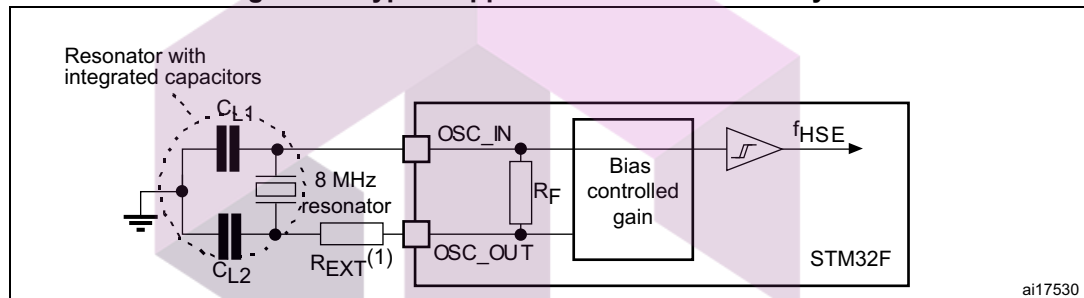 Resonator with
integrated capacitors
CL1
OSC_IN
fHSE
8 MHz
resonator
RF
Bias
controlled
gain
REXT(1)
OSC_OUT
STM32F
CL2
ai17530